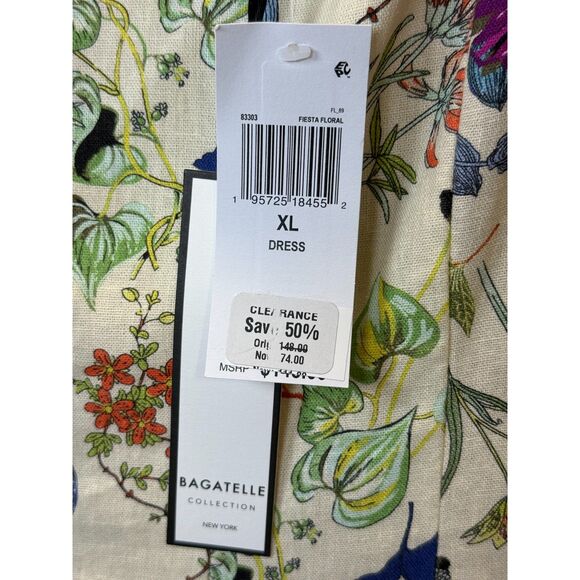 FL_89
83303 FIESTA FLORAL
1 95725 18455 2
XL
DRESS
CLEARANCE
Save 50%
Orig 148.00
Now 74.00
MSRP
BAGATELLE
COLLECTION
NEW YORK